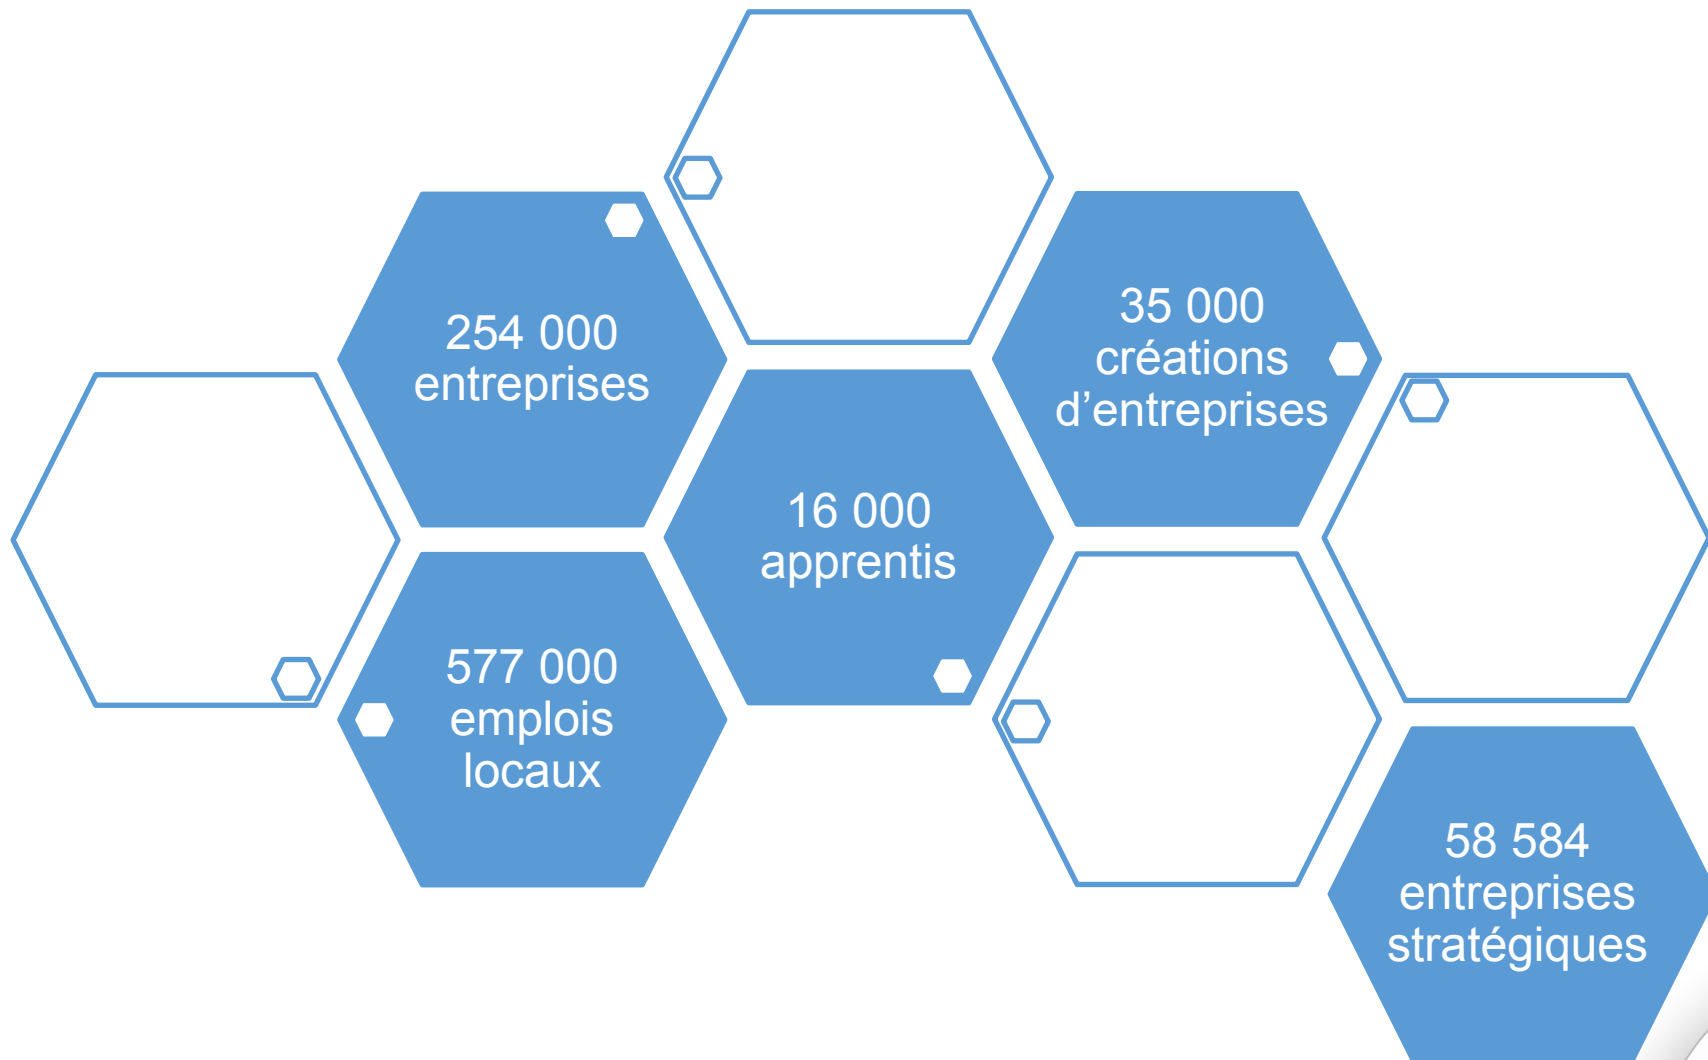 254 000
entreprises
35 000
créations
d’entreprises
16 000
apprentis
577 000
emplois
locaux
58 584
entreprises
stratégiques